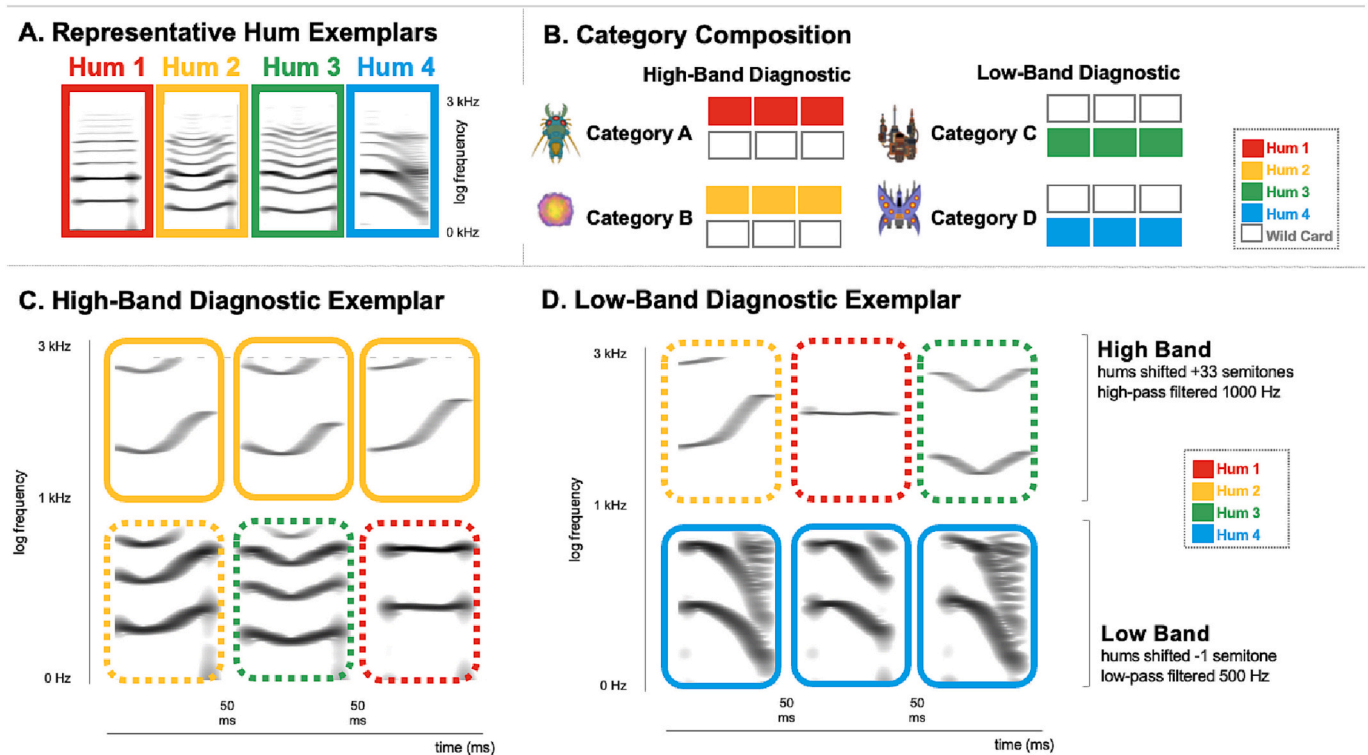 A. Representative Hum Exemplars
Hum 1 Hum 2 Hum 3 Hum 4
3 kHz
log frequency
0 kHz
B. Category Composition
High-Band Diagnostic
Low-Band Diagnostic
Category A
Category C
Category B
Category D
Hum 1
Hum 2
Hum 3
Hum 4
Wild Card
C. High-Band Diagnostic Exemplar
3 kHz
1 kHz
log frequency
0 Hz
50
ms
50
ms
time (ms)
D. Low-Band Diagnostic Exemplar
3 kHz
1 kHz
log frequency
0 Hz
50
ms
50
ms
time (ms)
High Band
hums shifted +33 semitones
high-pass filtered 1000 Hz
Hum 1
Hum 2
Hum 3
Hum 4
Low Band
hums shifted -1 semitone
low-pass filtered 500 Hz